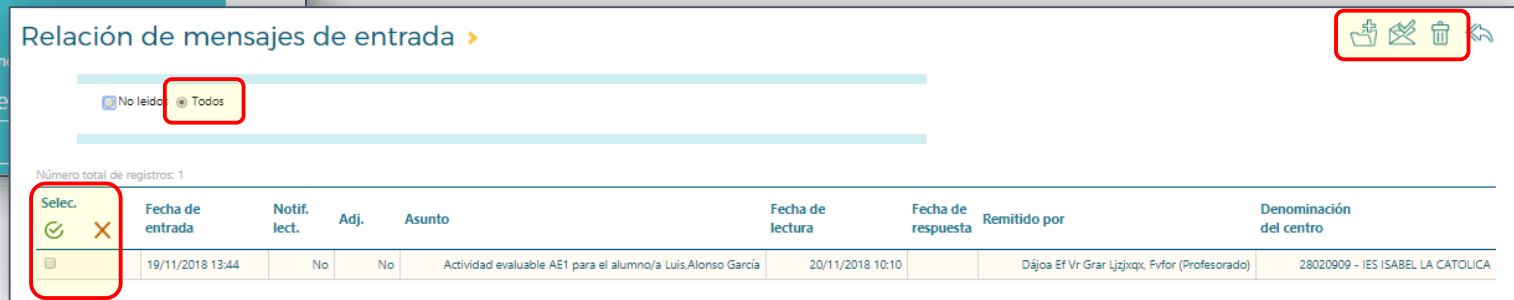 Relación de mensajes de entrada
No leidos Todos
Número total de registros: 1
Selec. Fecha de entrada Notif. lect. Adj. Asunto Fecha de lectura Fecha de respuesta Remitido por Denominación del centro
19/11/2018 13:44 No No Actividad evaluable AE1 para el alumno/a Luis,Alonso García 20/11/2018 10:10 Dájoa Ef Vr Grar Ljzjxqx, Fvfor (Profesorado) 28020909 - IES ISABEL LA CATOLICA